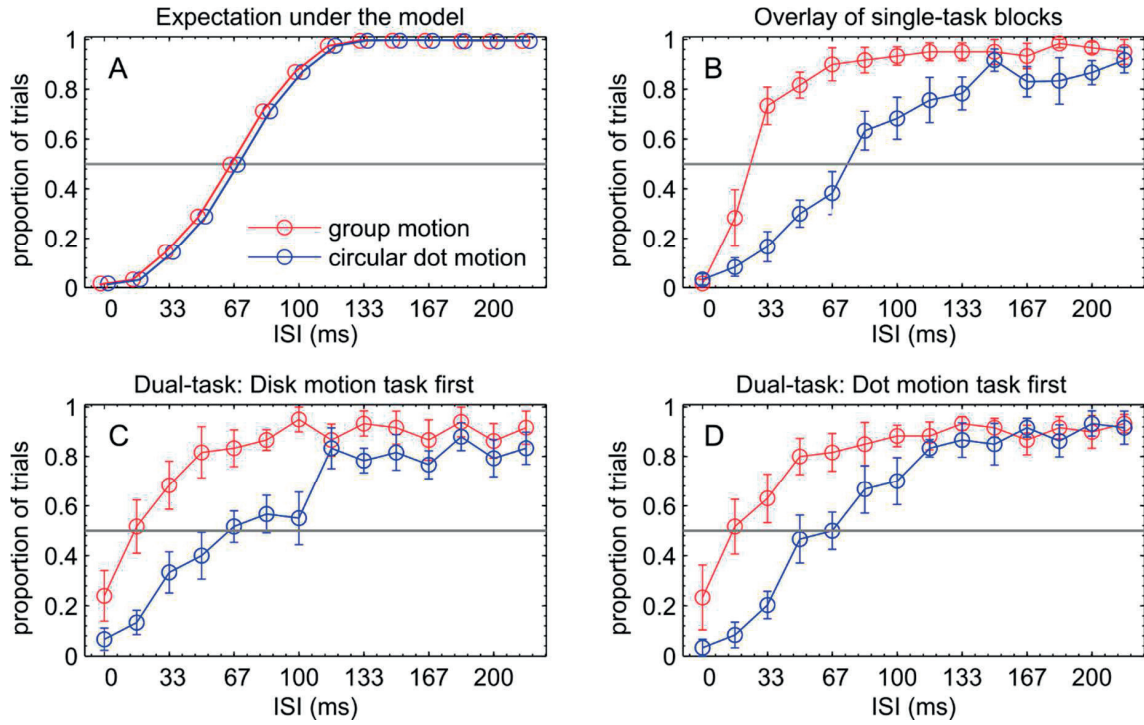 Expectation under the model
A
proportion of trials
1
0.8
0.6
0.4
0.2
0
group motion
circular dot motion
0 33 67 100 133 167 200
ISI (ms)
Overlay of single-task blocks
B
proportion of trials
1
0.8
0.6
0.4
0.2
0
0 33 67 100 133 167 200
ISI (ms)
Dual-task: Disk motion task first
C
proportion of trials
1
0.8
0.6
0.4
0.2
0
0 33 67 100 133 167 200
ISI (ms)
Dual-task: Dot motion task first
D
proportion of trials
1
0.8
0.6
0.4
0.2
0
0 33 67 100 133 167 200
ISI (ms)